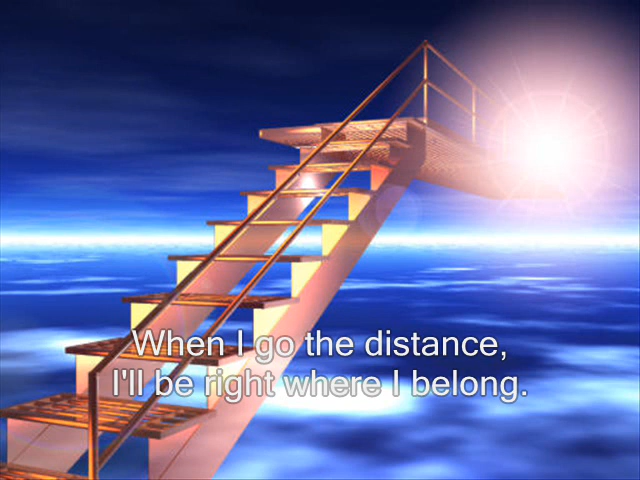 When I go the distance,
I'll be right where I belong.